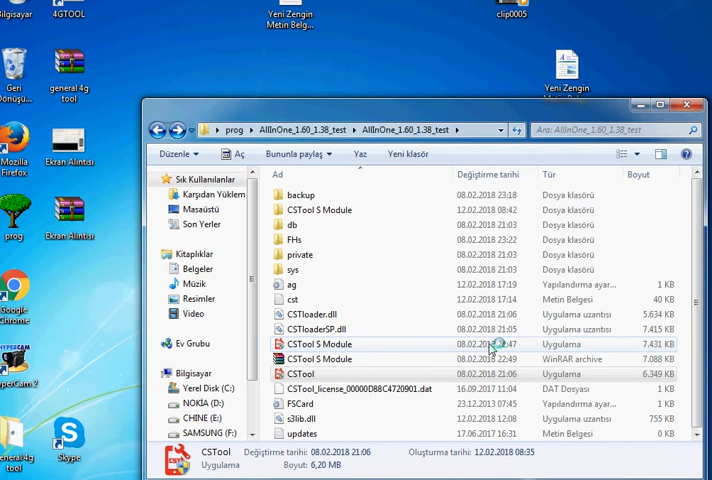 Bilgisayar
4GTOOL
Yeni Zengin
Metin Belg...
clip0005
Geri
Dönüşü...
general 4g
tool
Yeni Zengin
Mozilla
Firefox
Ekran Alıntısı
prog
Ekran Alıntısı
Google
Chrome
HYPERCAM
HyperCam 2
general 4g
tool
Skype
prog ▸ AllInOne_1.60_1.38_test ▸ AllInOne_1.60_1.38_test ▸
Ara: AllInOne_1.60_1.38_test
Düzenle Aç Bununla paylaş Yaz Yeni klasör
Sık Kullanılanlar
Karşıdan Yüklem
Masaüstü
Son Yerler
Kitaplıklar
Belgeler
Müzik
Resimler
Video
Ev Grubu
Bilgisayar
Yerel Disk (C:)
NOKİA (D:)
CHINE (E:)
SAMSUNG (F:)
Ad Değiştirme tarihi Tür Boyut
backup 08.02.2018 23:18 Dosya klasörü
CSTool S Module 12.02.2018 08:42 Dosya klasörü
db 08.02.2018 21:03 Dosya klasörü
FHs 08.02.2018 23:22 Dosya klasörü
private 08.02.2018 21:03 Dosya klasörü
sys 08.02.2018 21:03 Dosya klasörü
ag 12.02.2018 17:19 Yapılandırma ayar... 1 KB
cst 12.02.2018 17:14 Metin Belgesi 40 KB
CSTloader.dll 08.02.2018 21:06 Uygulama uzantısı 5.634 KB
CSTloaderSP.dll 08.02.2018 21:05 Uygulama uzantısı 7.415 KB
CSTool S Module 08.02.2018 :47 Uygulama 7.431 KB
CSTool S Module 08.02.2018 22:49 WinRAR archive 7.088 KB
CSTool 08.02.2018 21:06 Uygulama 6.349 KB
CSTool_license_00000D88C4720901.dat 16.09.2017 11:04 DAT Dosyası 1 KB
FSCard 23.12.2013 07:45 Yapılandırma ayar... 1 KB
s3lib.dll 12.02.2018 12:08 Uygulama uzantısı 755 KB
updates 17.06.2017 16:31 Metin Belgesi 0 KB
CSTool Değiştirme tarihi: 08.02.2018 21:06 Oluşturma tarihi: 12.02.2018 08:35
Uygulama Boyut: 6,20 MB